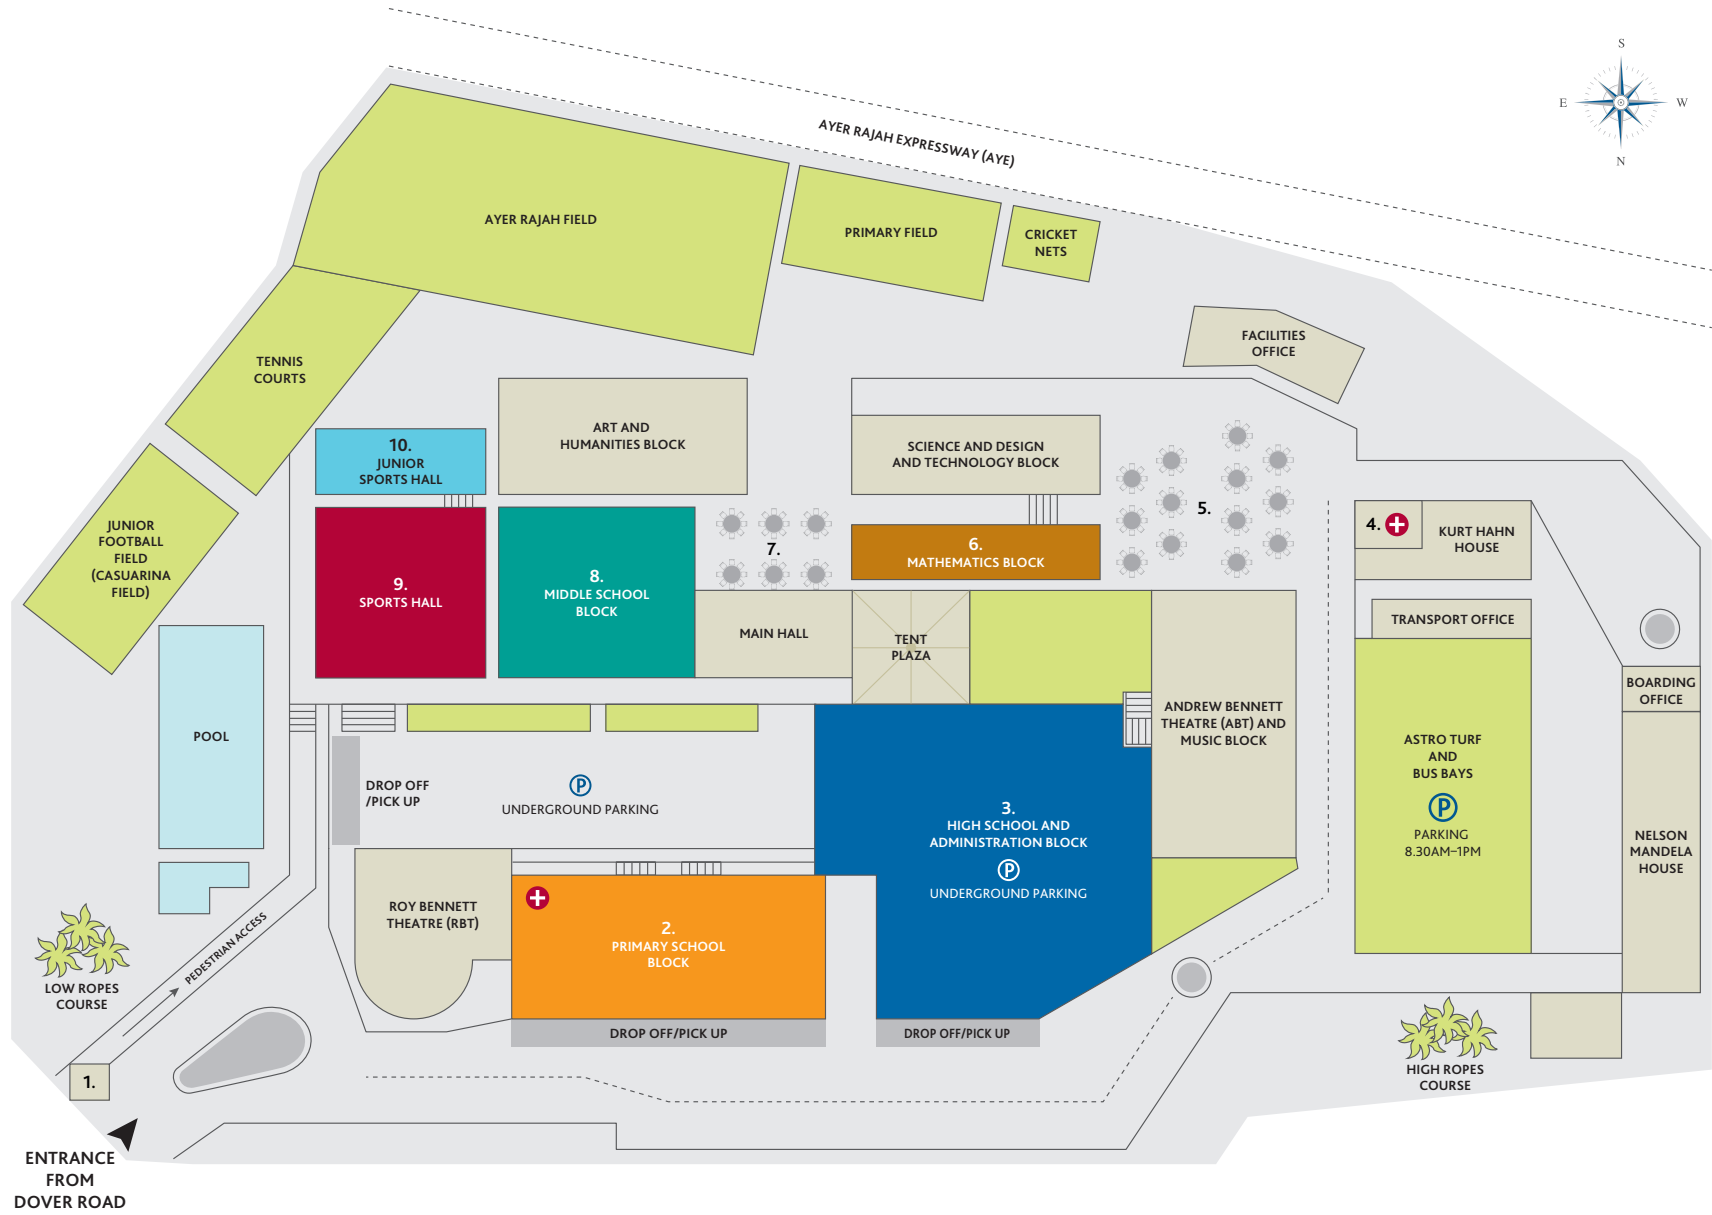 S
E
W
N
AYER RAJAH EXPRESSWAY (AYE)
AYER RAJAH FIELD
PRIMARY FIELD
CRICKET
NETS
FACILITIES
OFFICE
TENNIS
COURTS
ART AND
HUMANITIES BLOCK
10.
JUNIOR
SPORTS HALL
SCIENCE AND DESIGN
AND TECHNOLOGY BLOCK
5.
JUNIOR
FOOTBALL
FIELD
(CASUARINA
FIELD)
9.
SPORTS HALL
8.
MIDDLE SCHOOL
BLOCK
7.
6.
MATHEMATICS BLOCK
4.
KURT HAHN
HOUSE
MAIN HALL
TENT
PLAZA
TRANSPORT OFFICE
BOARDING
OFFICE
POOL
ANDREW BENNETT
THEATRE (ABT) AND
MUSIC BLOCK
ASTRO TURF
AND
BUS BAYS
P
PARKING
8.30AM–1PM
DROP OFF
/PICK UP
P
UNDERGROUND PARKING
3.
HIGH SCHOOL AND
ADMINISTRATION BLOCK
P
UNDERGROUND PARKING
NELSON
MANDELA
HOUSE
ROY BENNETT
THEATRE (RBT)
2.
PRIMARY SCHOOL
BLOCK
PEDESTRIAN ACCESS
LOW ROPES
COURSE
DROP OFF/PICK UP
DROP OFF/PICK UP
HIGH ROPES
COURSE
1.
ENTRANCE
FROM
DOVER ROAD